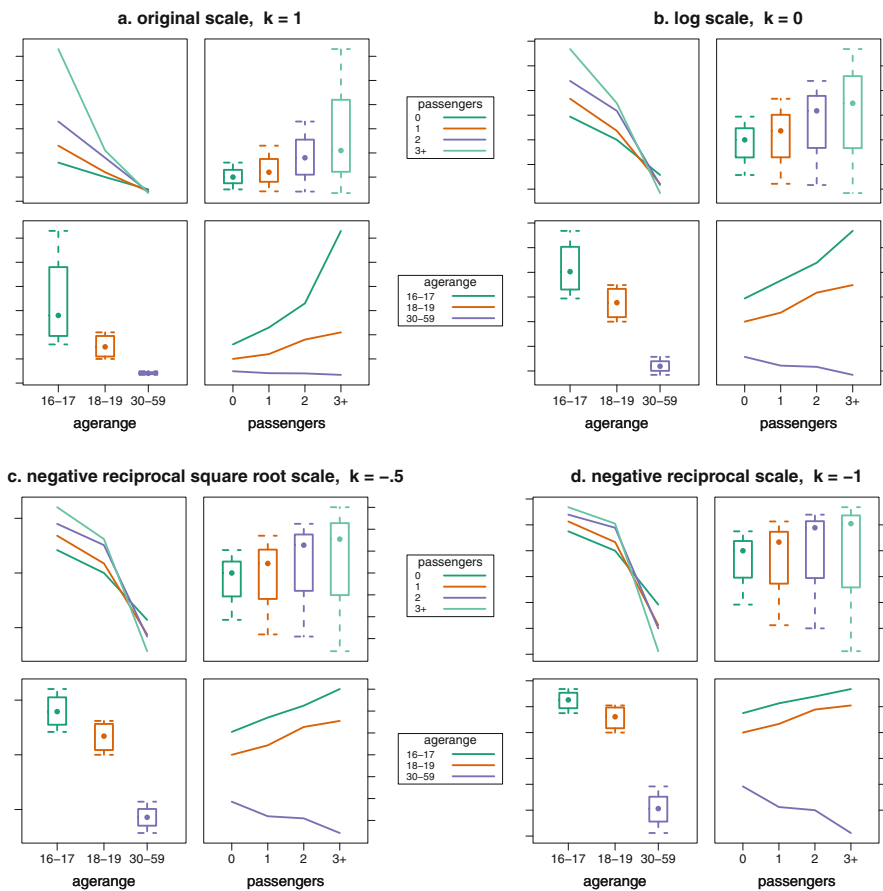 a. original scale,  k = 1
passengers
0
1
2
3+
agerange
16−17
18−19
30−59
16−17 18−19 30−59
0 1 2 3+
agerange
passengers
b. log scale,  k = 0
16−17 18−19 30−59
0 1 2 3+
agerange
passengers
c. negative reciprocal square root scale,  k = −.5
passengers
0
1
2
3+
agerange
16−17
18−19
30−59
16−17 18−19 30−59
0 1 2 3+
agerange
passengers
d. negative reciprocal scale,  k = −1
16−17 18−19 30−59
0 1 2 3+
agerange
passengers